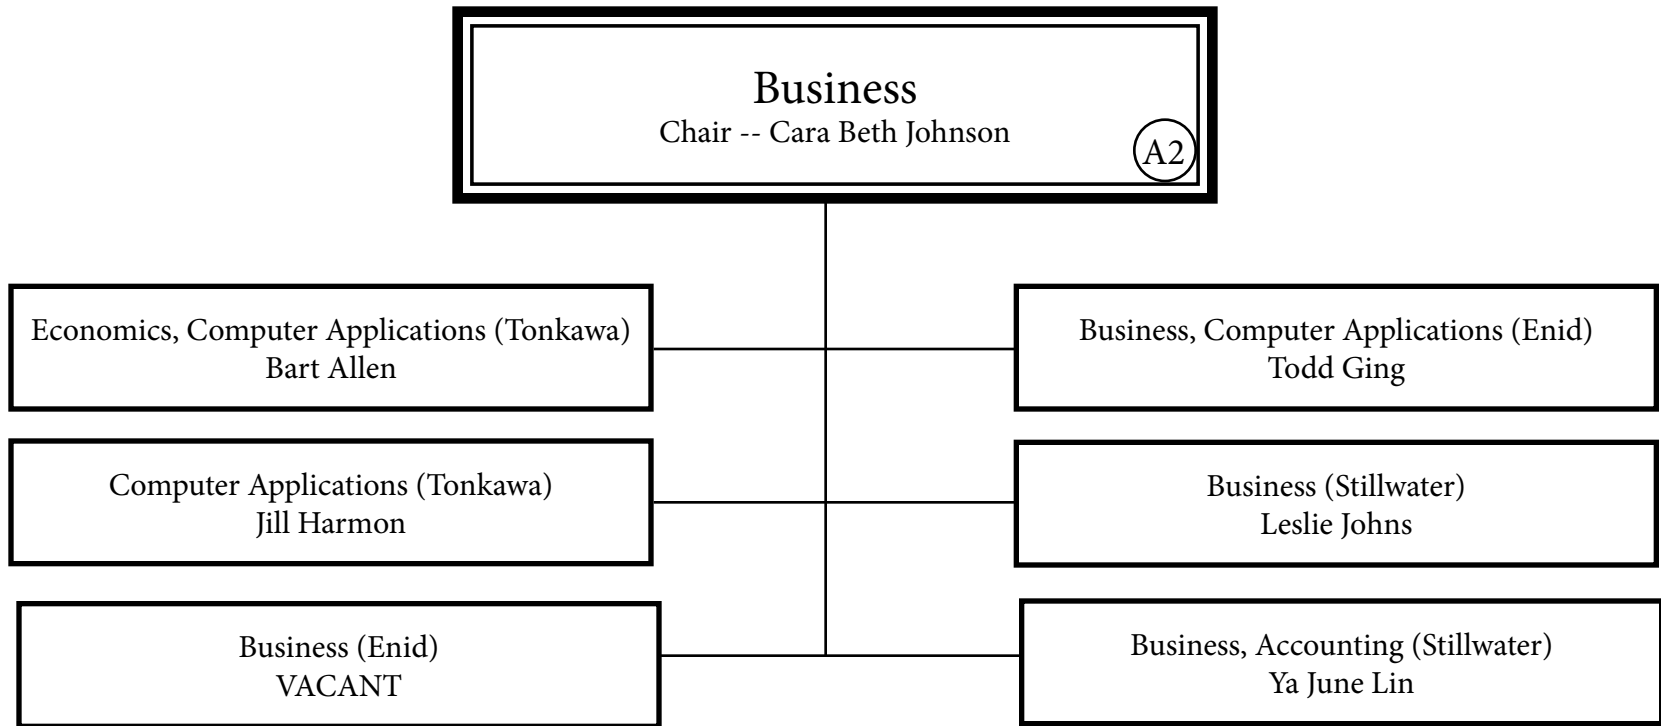 Business
Chair -- Cara Beth Johnson
A2
Economics, Computer Applications (Tonkawa)
Bart Allen
Business, Computer Applications (Enid)
Todd Ging
Computer Applications (Tonkawa)
Jill Harmon
Business (Stillwater)
Leslie Johns
Business (Enid)
VACANT
Business, Accounting (Stillwater)
Ya June Lin